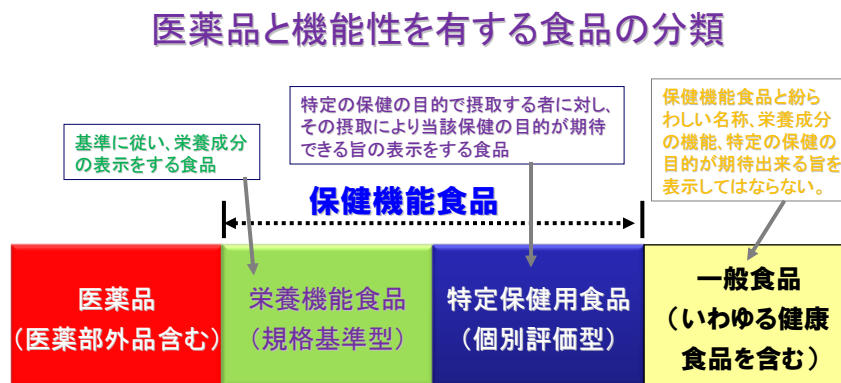 医薬品と機能性を有する食品の分類
基準に従い、栄養成分
の表示をする食品
特定の保健の目的で摂取する者に対し、
その摂取により当該保健の目的が期待
できる旨の表示をする食品
保健機能食品と紛ら
わしい名称、栄養成分
の機能、特定の保健の
目的が期待出来る旨を
表示してはならない。
保健機能食品
医薬品
（医薬部外品含む）
栄養機能食品
（規格基準型）
特定保健用食品
（個別評価型）
一般食品
（いわゆる健康
食品を含む）